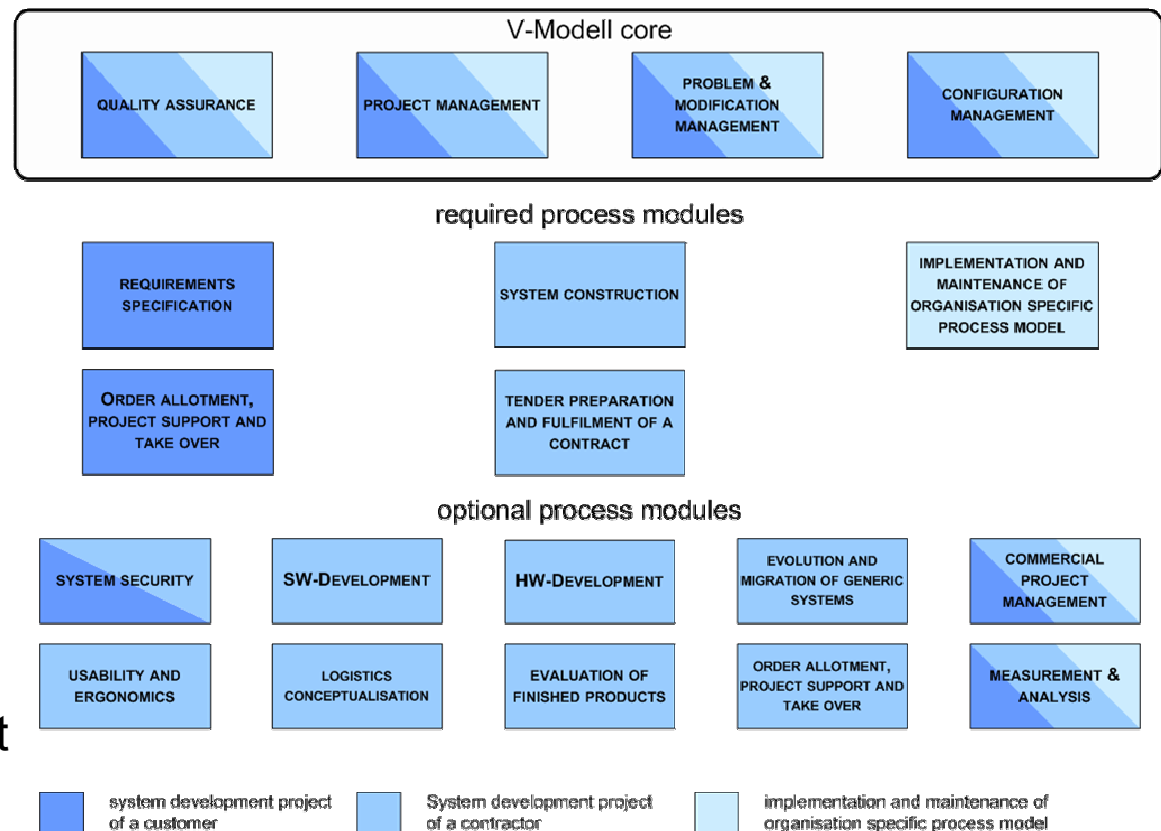 V-Modell core
QUALITY ASSURANCE
PROJECT MANAGEMENT
PROBLEM &
MODIFICATION
MANAGEMENT
CONFIGURATION
MANAGEMENT
required process modules
REQUIREMENTS
SPECIFICATION
SYSTEM CONSTRUCTION
IMPLEMENTATION AND
MAINTENANCE OF
ORGANISATION SPECIFIC
PROCESS MODEL
ORDER ALLOTMENT,
PROJECT SUPPORT AND
TAKE OVER
TENDER PREPARATION
AND FULFILMENT OF A
CONTRACT
optional process modules
SYSTEM SECURITY
SW-DEVELOPMENT
HW-DEVELOPMENT
EVOLUTION AND
MIGRATION OF GENERIC
SYSTEMS
COMMERCIAL
PROJECT
MANAGEMENT
USABILITY AND
ERGONOMICS
LOGISTICS
CONCEPTUALISATION
EVALUATION OF
FINISHED PRODUCTS
ORDER ALLOTMENT,
PROJECT SUPPORT AND
TAKE OVER
MEASUREMENT &
ANALYSIS
t
system development project
of a customer
System development project
of a contractor
implementation and maintenance of
organisation specific process model